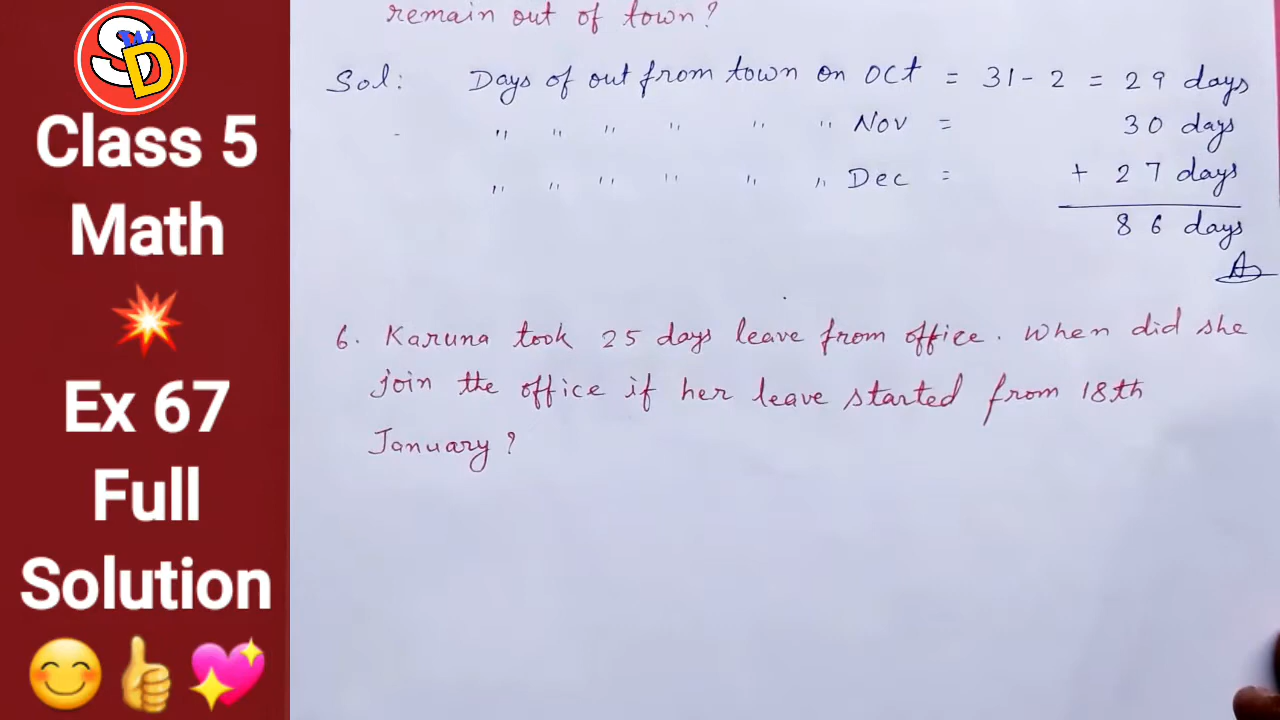 SWD
Class 5
Math
Ex 67
Full
Solution
remain out of town?
Sol: Days of out from town on Oct = 31 - 2 = 29 days
" " " " " " Nov = 30 days
" " " " " " Dec = + 27 days
86 days
6. Karuna took 25 days leave from office. When did she
join the office if her leave started from 18th
January?